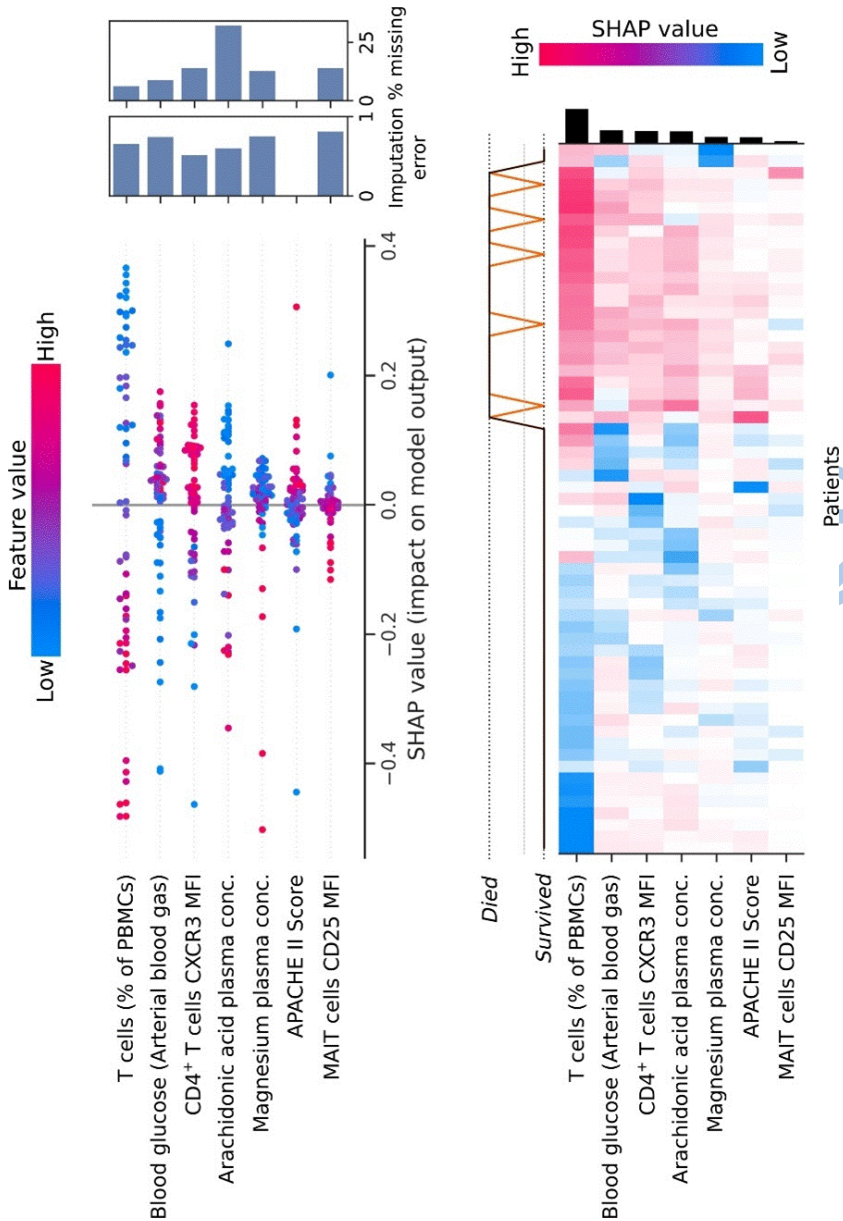 Feature value
Low
High
T cells (% of PBMCs)
Blood glucose (Arterial blood gas)
CD4⁺ T cells CXCR3 MFI
Arachidonic acid plasma conc.
Magnesium plasma conc.
APACHE II Score
MAIT cells CD25 MFI
−0.4
−0.2
0.0
0.2
0.4
SHAP value (impact on model output)
0
1
Imputation
error
0
25
% missing
Died
Survived
T cells (% of PBMCs)
Blood glucose (Arterial blood gas)
CD4⁺ T cells CXCR3 MFI
Arachidonic acid plasma conc.
Magnesium plasma conc.
APACHE II Score
MAIT cells CD25 MFI
Patients
SHAP value
High
Low